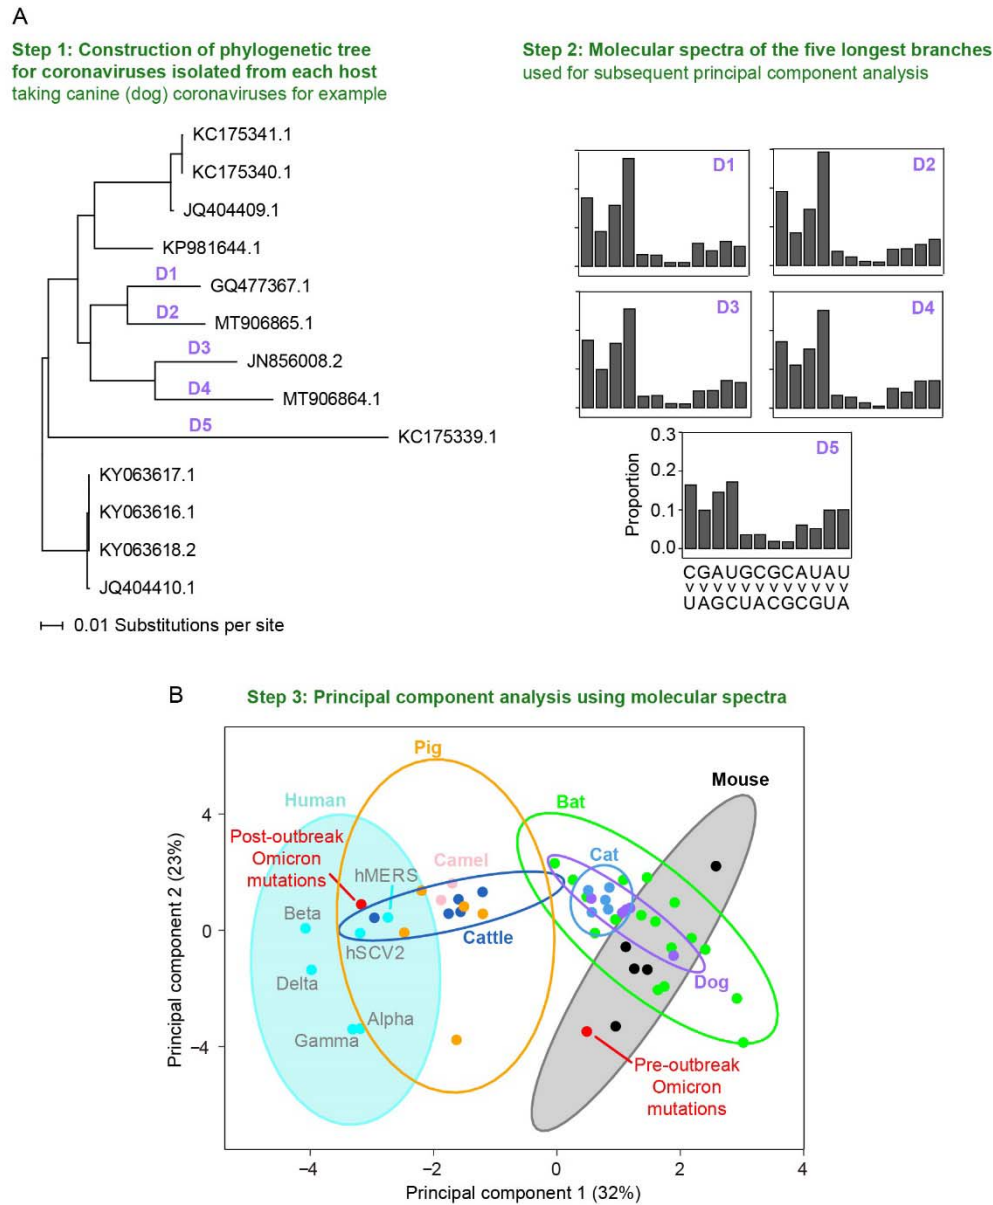 A
Step 1: Construction of phylogenetic tree
for coronaviruses isolated from each host
taking canine (dog) coronaviruses for example
KC175341.1
KC175340.1
JQ404409.1
KP981644.1
D1
GQ477367.1
D2
MT906865.1
D3
JN856008.2
D4
MT906864.1
D5
KC175339.1
KY063617.1
KY063616.1
KY063618.2
JQ404410.1
0.01 Substitutions per site
Step 2: Molecular spectra of the five longest branches
used for subsequent principal component analysis
D1
D2
D3
D4
D5
Proportion
0.3
0.2
0.1
0.0
CGAUGCGCAUAU
>>>>>>>>>>>>
UAGCUACGCGUA
B
Step 3: Principal component analysis using molecular spectra
Pig
Mouse
Human
Bat
Post-outbreak
Omicron
mutations
hMERS
Camel
Cat
Beta
hSCV2
Cattle
Delta
Dog
Alpha
Gamma
Pre-outbreak
Omicron
mutations
Principal component 2 (23%)
4
0
−4
−4
−2
0
2
4
Principal component 1 (32%)